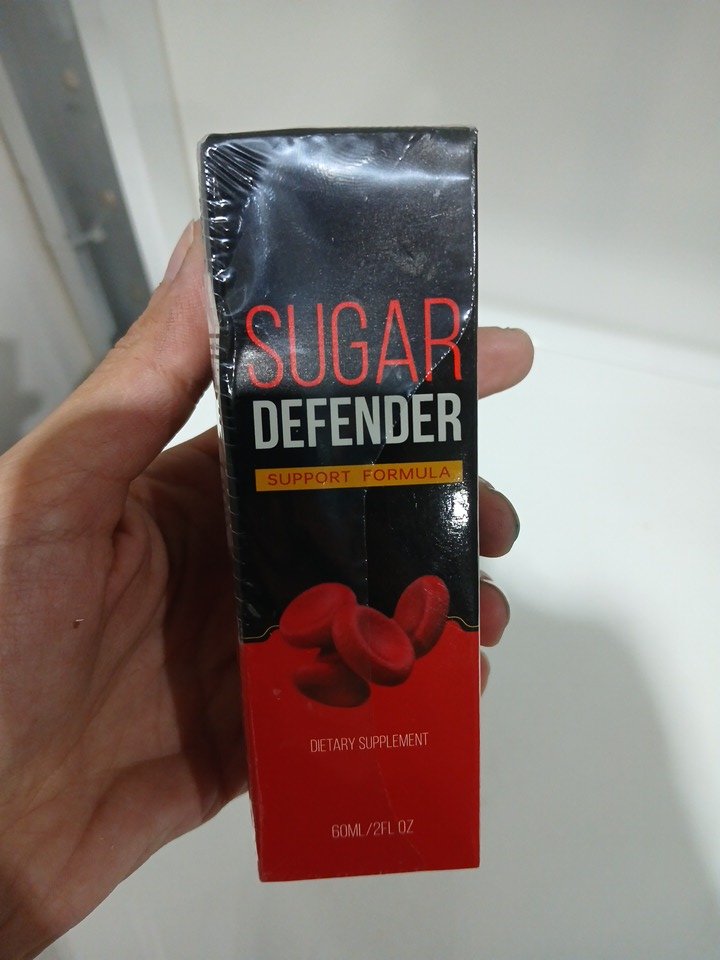 SUGAR
DEFENDER
SUPPORT FORMULA
DIETARY SUPPLEMENT
60ML/2FL OZ